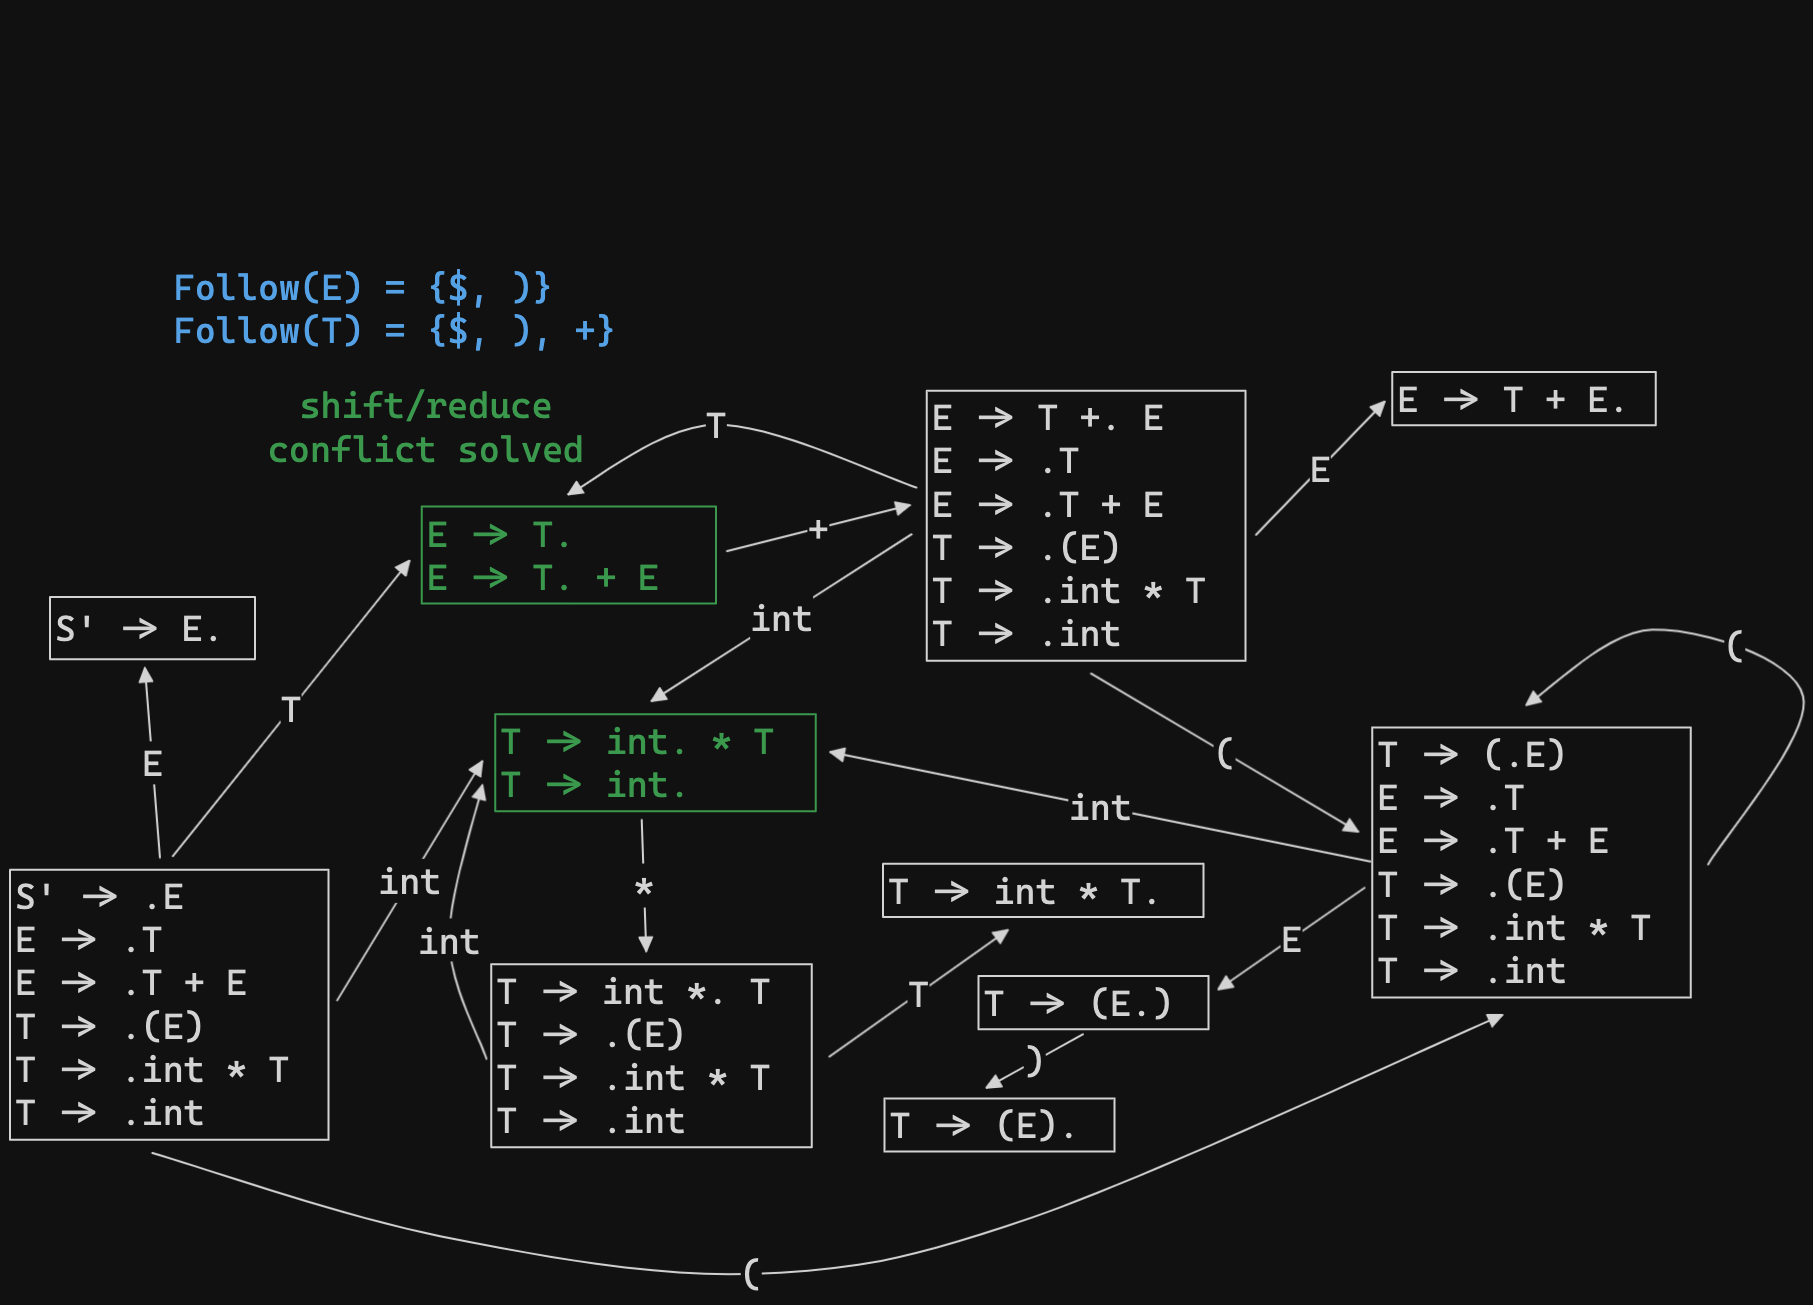 Follow(E) = {$, )}
Follow(T) = {$, ), +}
shift/reduce
conflict solved
T
E → T +. E
E → .T
E → .T + E
T → .(E)
T → .int * T
T → .int
E → T + E.
E
E → T.
E → T. + E
+
int
S' → E.
T
E
(
(
T → int. * T
T → int.
int
T → (.E)
E → .T
E → .T + E
T → .(E)
T → .int * T
T → .int
S' → .E
E → .T
E → .T + E
T → .(E)
T → .int * T
T → .int
int
int
*
T → int * T.
E
T → int *. T
T → .(E)
T → .int * T
T → .int
T
T → (E.)
)
T → (E).
(